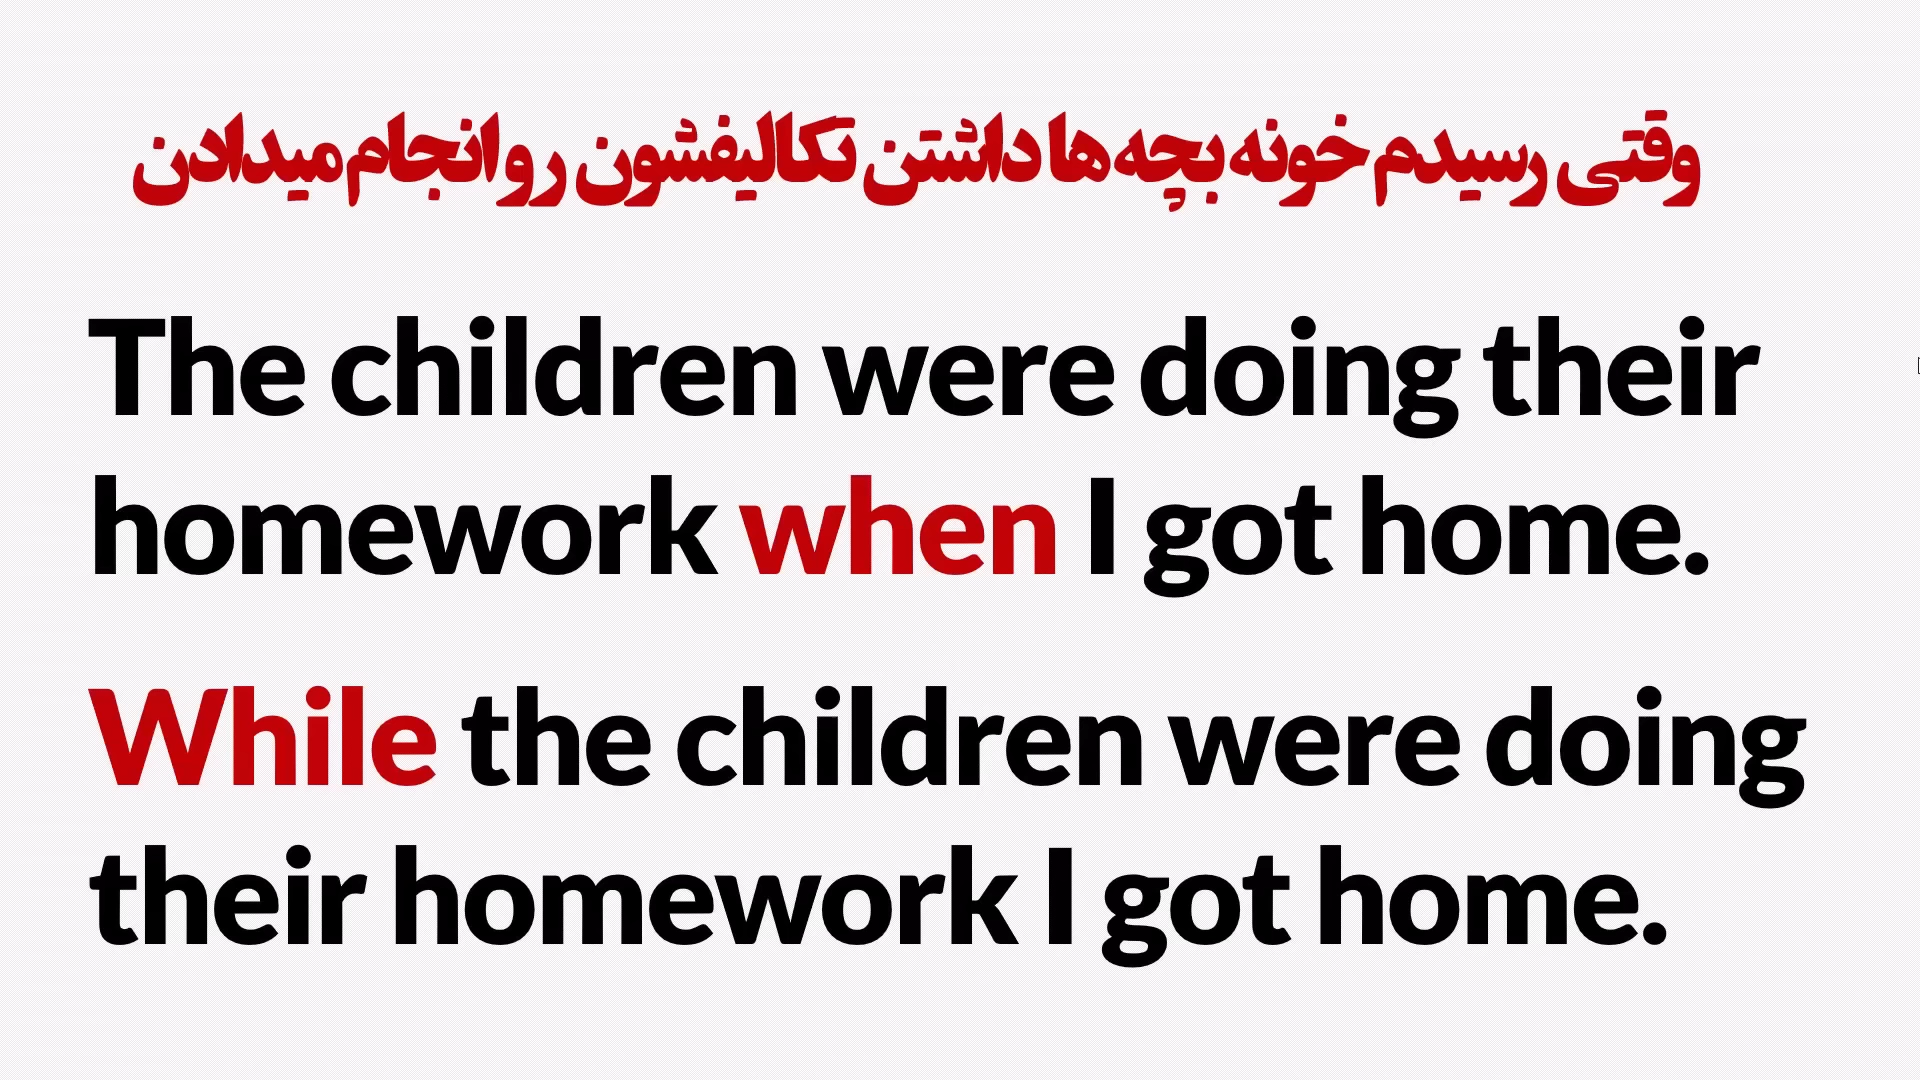 وقتی رسیدم خونه بچه ها داشتن تکالیفشون رو انجام میدادن
The children were doing their
homework when I got home.
While the children were doing
their homework I got home.